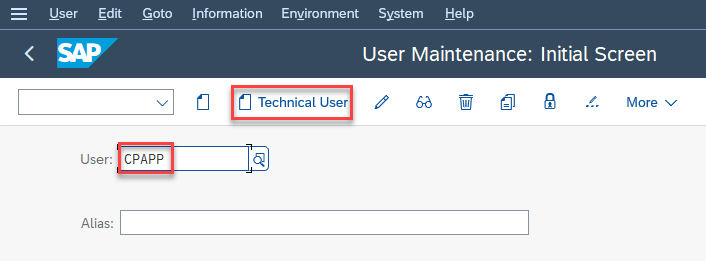 User Edit Goto Information Environment System Help
SAP User Maintenance: Initial Screen
Technical User More
User: CPAPP
Alias: